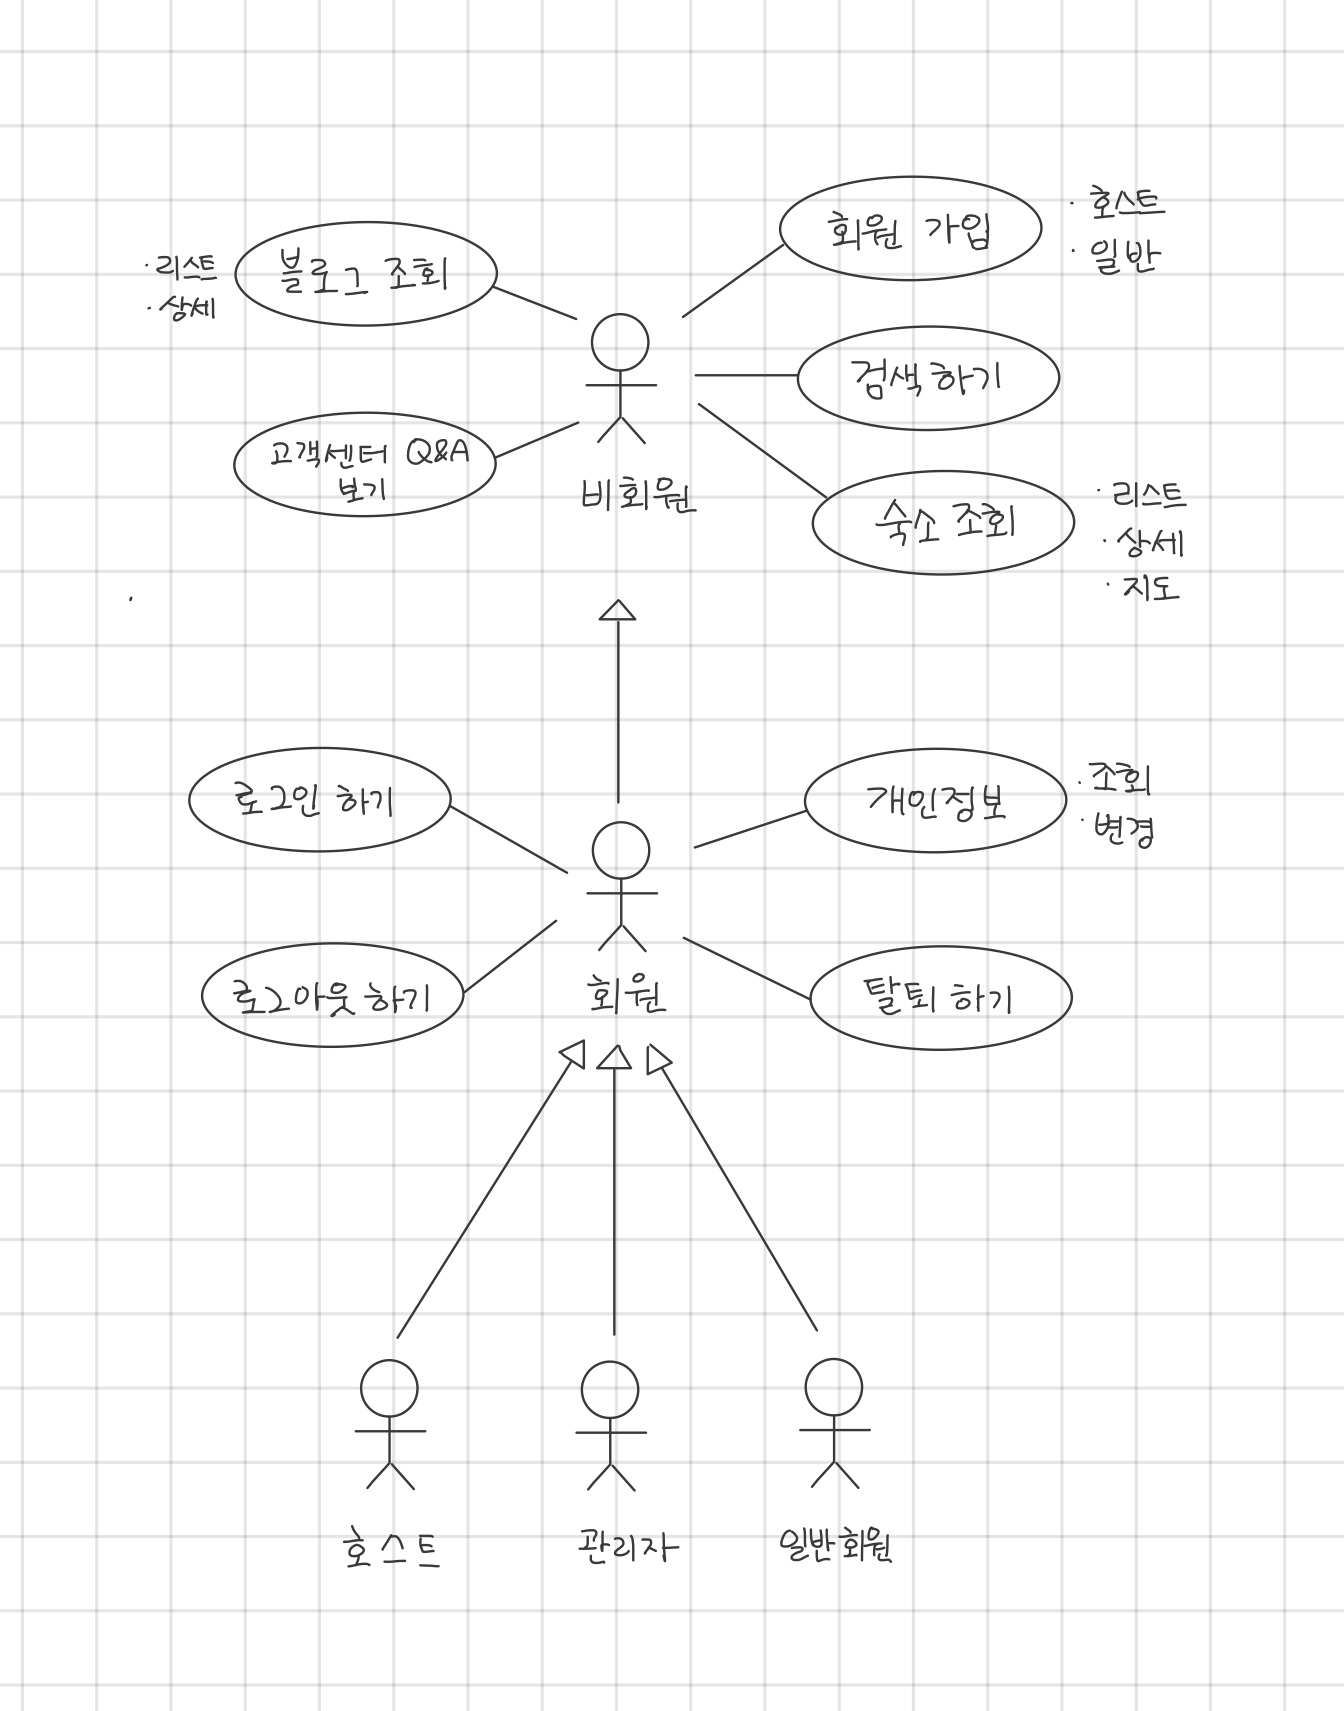 회원 가입
· 호스트
· 일반
블로그 조회
· 리스트
· 상세
검색하기
고객센터 Q&A
보기
비회원
숙소 조회
· 리스트
· 상세
· 지도
로그인 하기
개인정보
· 조회
· 변경
로그아웃 하기
회원
탈퇴 하기
호스트
관리자
일반회원